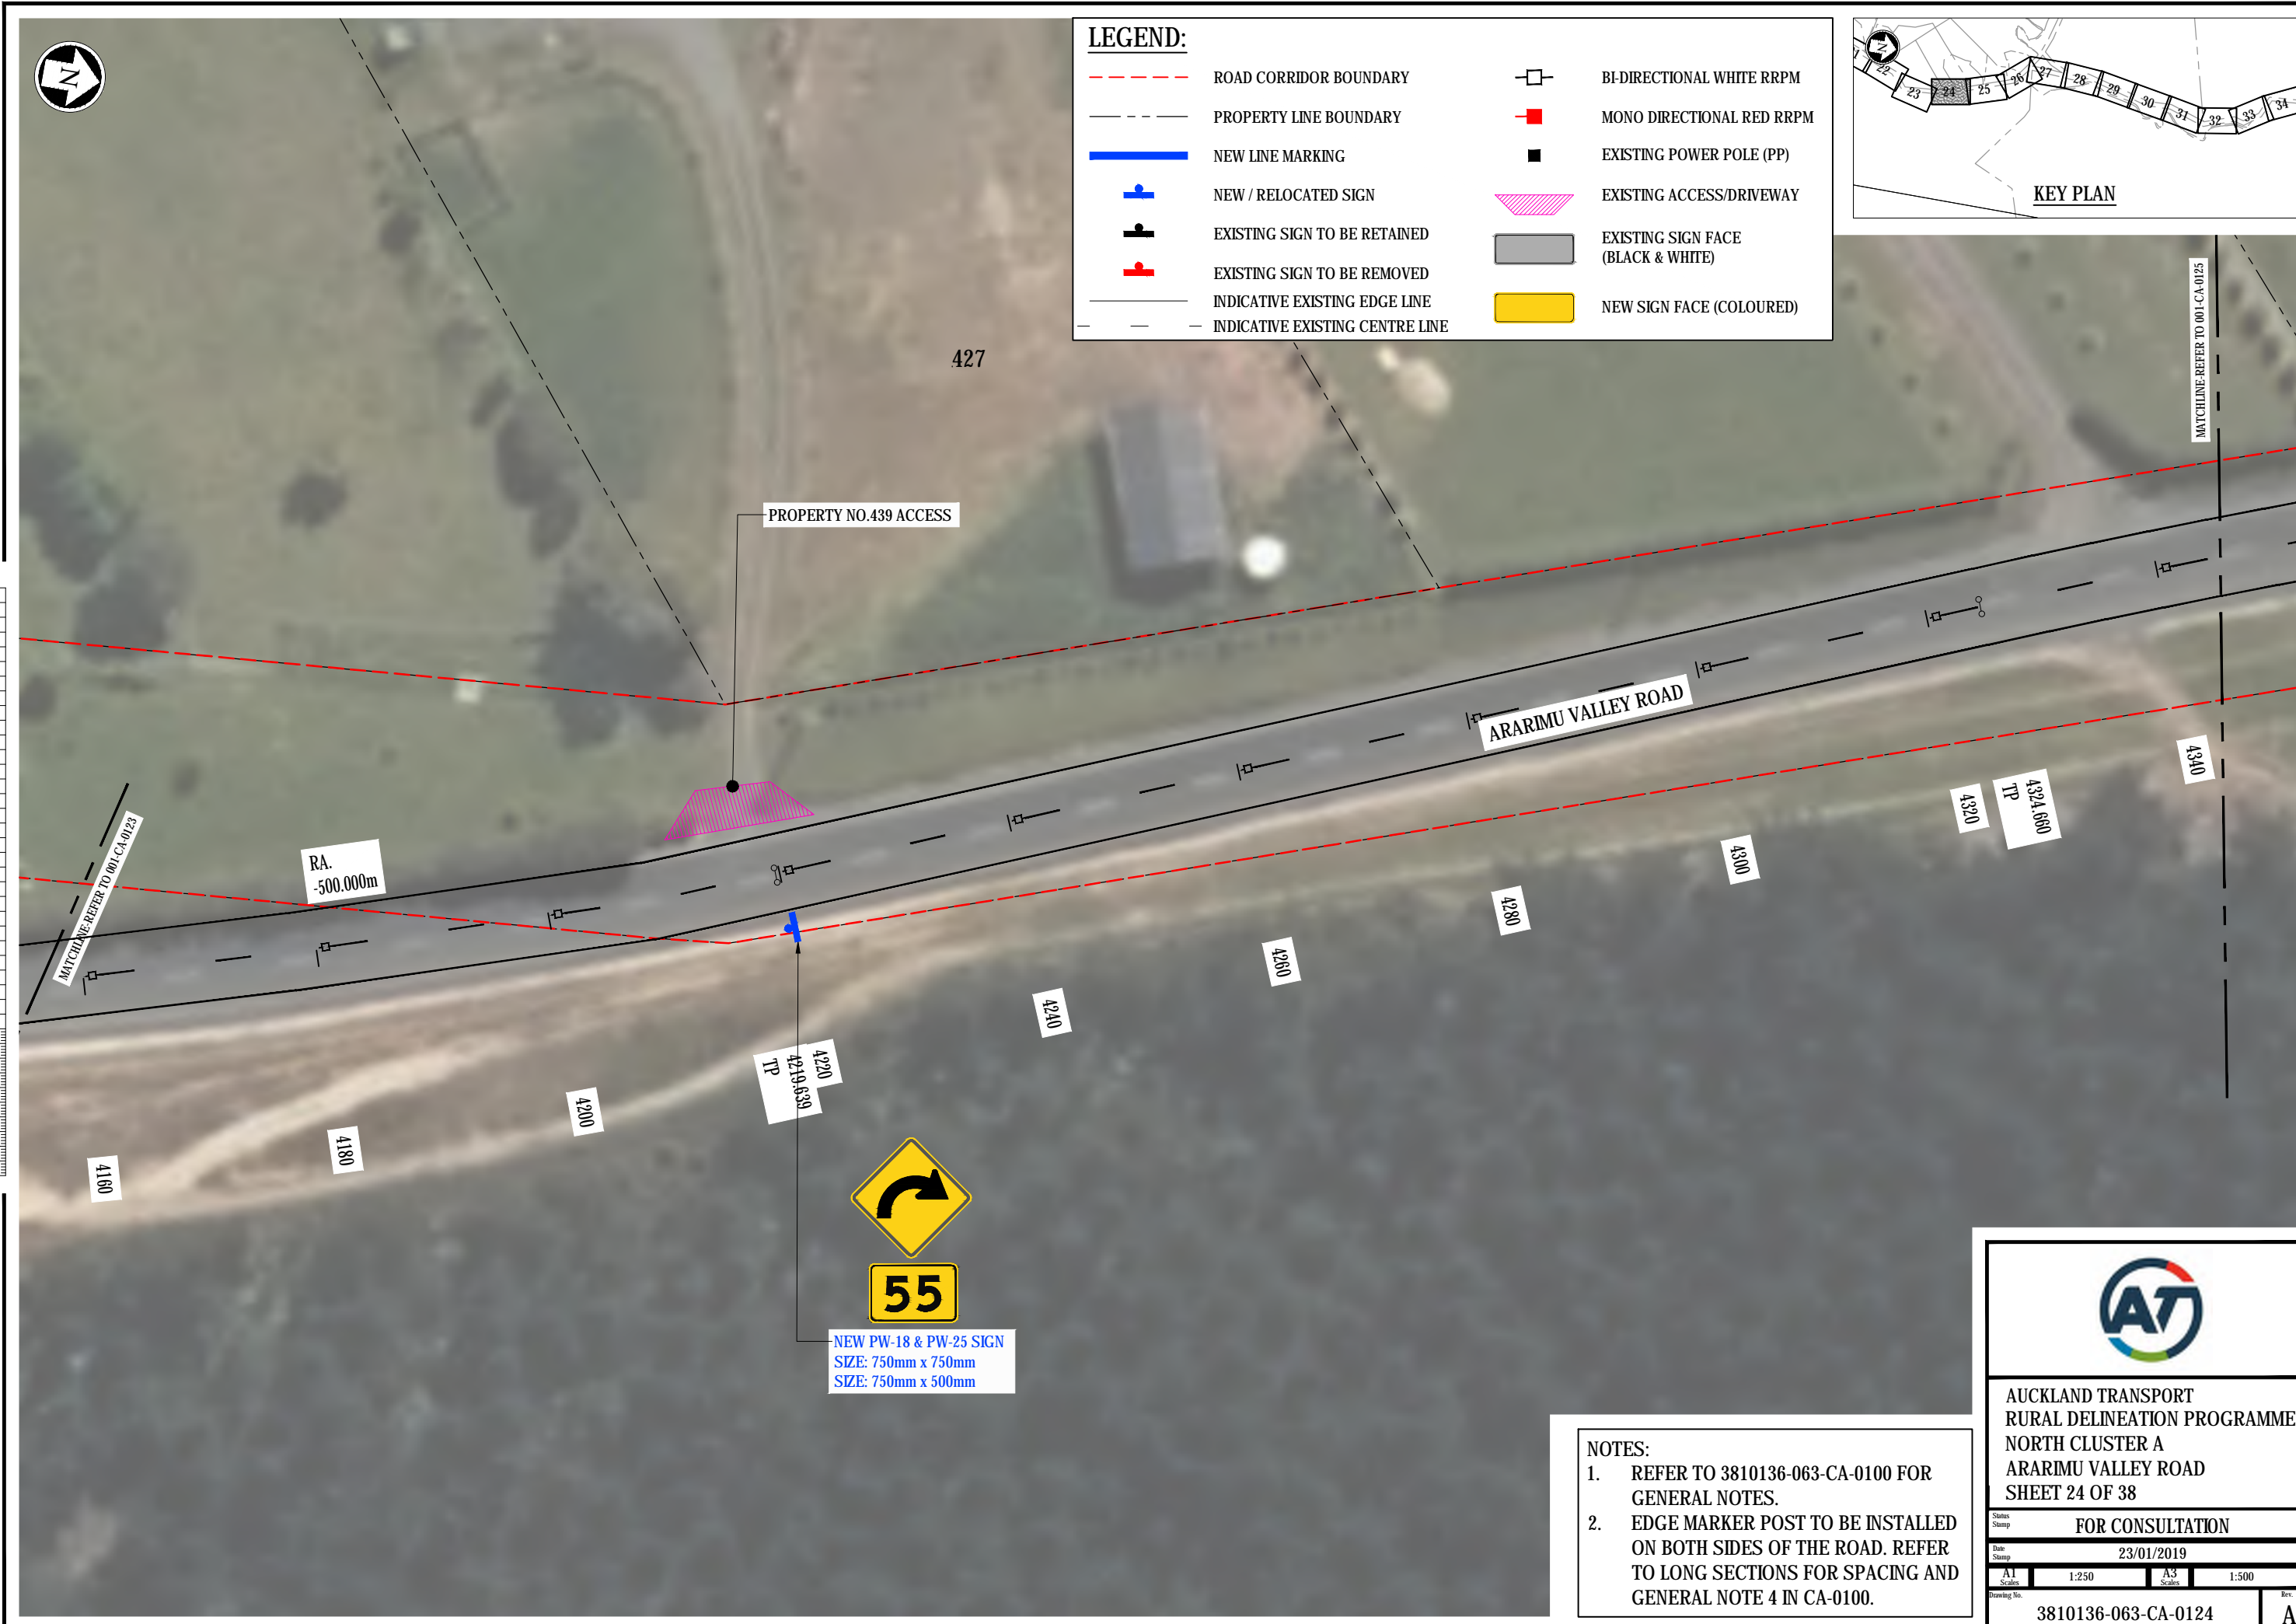 N
LEGEND:
ROAD CORRIDOR BOUNDARY
PROPERTY LINE BOUNDARY
NEW LINE MARKING
NEW / RELOCATED SIGN
EXISTING SIGN TO BE RETAINED
EXISTING SIGN TO BE REMOVED
INDICATIVE EXISTING EDGE LINE
INDICATIVE EXISTING CENTRE LINE
BI-DIRECTIONAL WHITE RRPM
MONO DIRECTIONAL RED RRPM
EXISTING POWER POLE (PP)
EXISTING ACCESS/DRIVEWAY
EXISTING SIGN FACE
(BLACK & WHITE)
NEW SIGN FACE (COLOURED)
N
22
23
24
25
26
27
28
29
30
31
32
33
34
KEY PLAN
MATCHLINE-REFER TO 001-CA-0125
427
PROPERTY NO.439 ACCESS
ARARIMU VALLEY ROAD
MATCHLINE-REFER TO 001-CA-0123
RA.
-500.000m
4160
4180
4200
TP
4219.639
4220
4240
4260
4280
4300
4320
TP
4324.660
4340
55
NEW PW-18 & PW-25 SIGN
SIZE: 750mm x 750mm
SIZE: 750mm x 500mm
NOTES:
1. REFER TO 3810136-063-CA-0100 FOR
GENERAL NOTES.
2. EDGE MARKER POST TO BE INSTALLED
ON BOTH SIDES OF THE ROAD. REFER
TO LONG SECTIONS FOR SPACING AND
GENERAL NOTE 4 IN CA-0100.
AT
AUCKLAND TRANSPORT
RURAL DELINEATION PROGRAMME
NORTH CLUSTER A
ARARIMU VALLEY ROAD
SHEET 24 OF 38
Status
Stamp
FOR CONSULTATION
Date
Stamp
23/01/2019
A1
Scales
1:250
A3
Scales
1:500
Drawing No.
3810136-063-CA-0124
Rev.
A